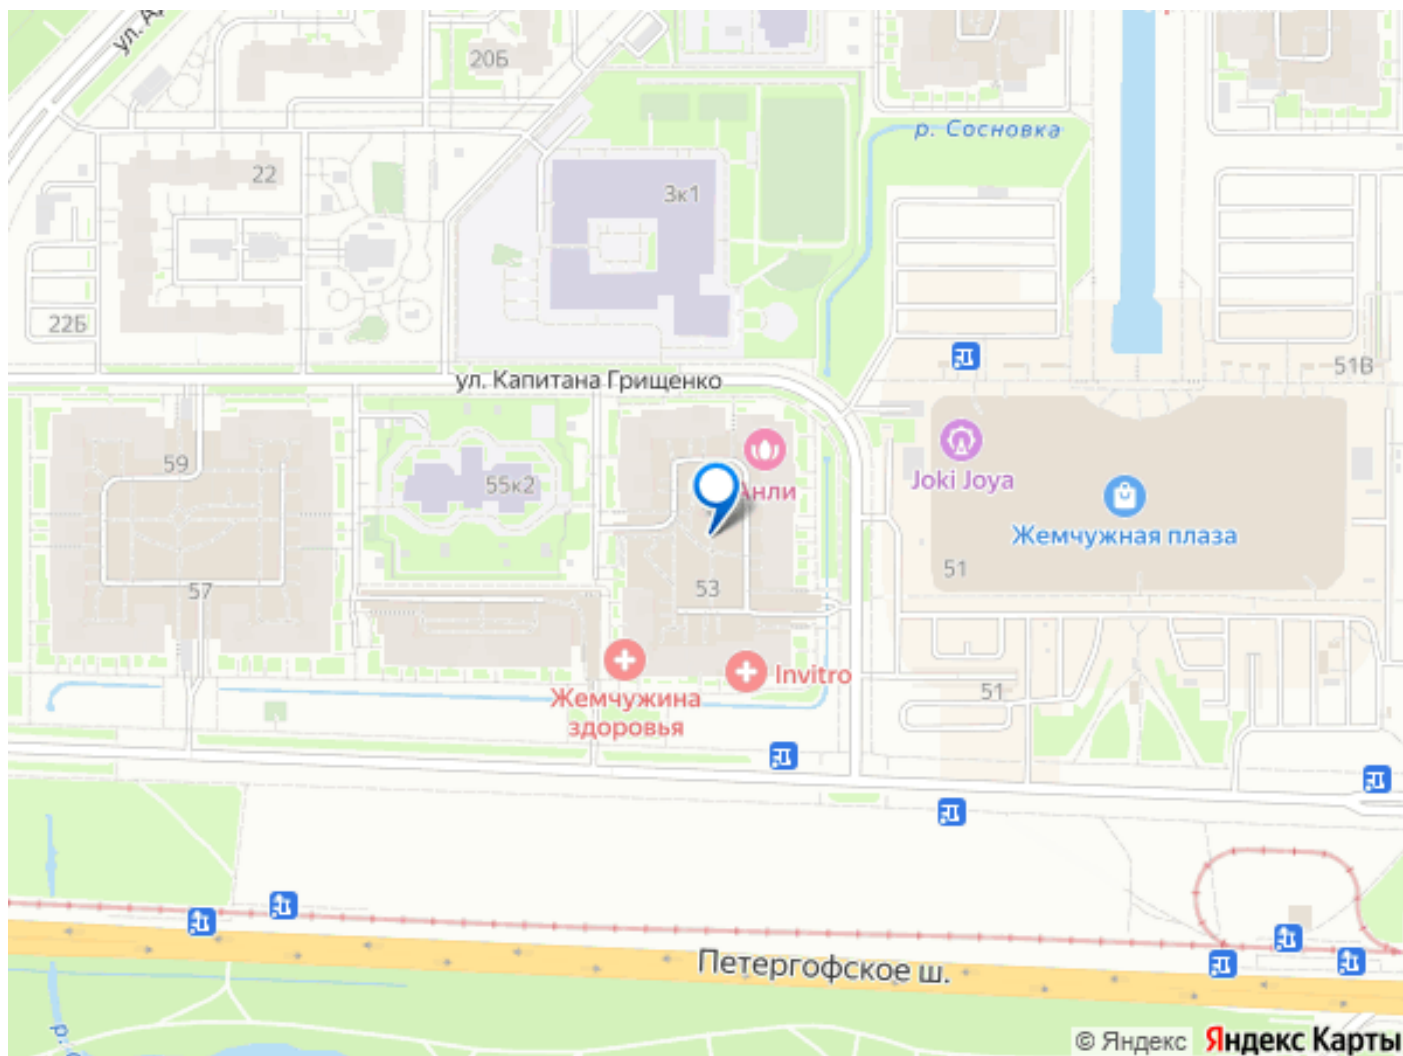 ул. А
20Б
р. Сосновка
22
3к1
22Б
51В
ул. Капитана Грищенко
59
55к2
Анли
Joki Joya
Жемчужная плаза
57
53
51
Invitro
Жемчужина
здоровья
51
Петергофское ш.
р.
© Яндекс Яндекс Карты